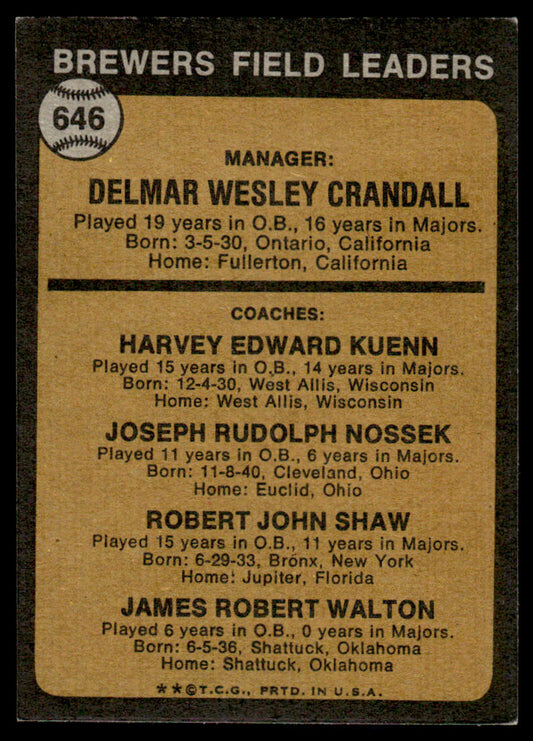 BREWERS FIELD LEADERS
646
MANAGER:
DELMAR WESLEY CRANDALL
Played 19 years in O.B., 16 years in Majors.
Born: 3-5-30, Ontario, California
Home: Fullerton, California
COACHES:
HARVEY EDWARD KUENN
Played 15 years in O.B., 14 years in Majors.
Born: 12-4-30, West Allis, Wisconsin
Home: West Allis, Wisconsin
JOSEPH RUDOLPH NOSSEK
Played 11 years in O.B., 6 years in Majors.
Born: 11-8-40, Cleveland, Ohio
Home: Euclid, Ohio
ROBERT JOHN SHAW
Played 15 years in O.B., 11 years in Majors.
Born: 6-29-33, Bronx, New York
Home: Jupiter, Florida
JAMES ROBERT WALTON
Played 6 years in O.B., 0 years in Majors.
Born: 6-5-36, Shattuck, Oklahoma
Home: Shattuck, Oklahoma
**©T.C.G., PRTD. IN U.S.A.